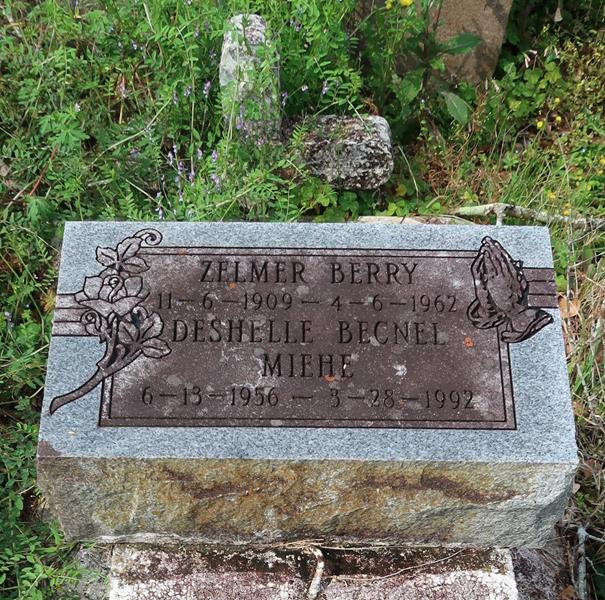 ZELMER BERRY
11-6-1909 - 4-6-1962
DESHELLE BECNEL
MIEHE
6-13-1956 - 3-28-1992